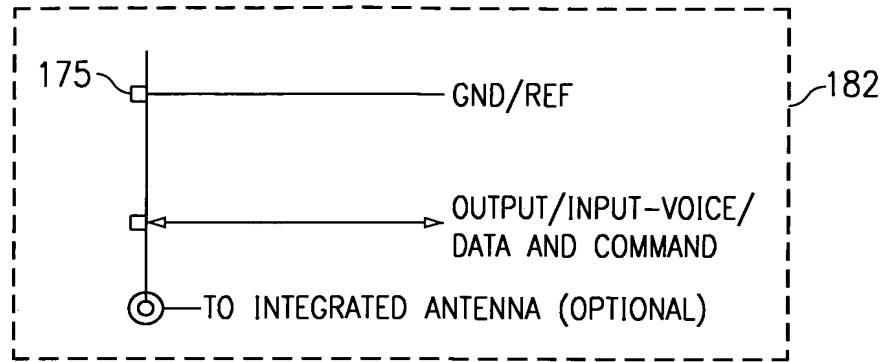 175
GND/REF
182
OUTPUT/INPUT-VOICE/
DATA AND COMMAND
TO INTEGRATED ANTENNA (OPTIONAL)